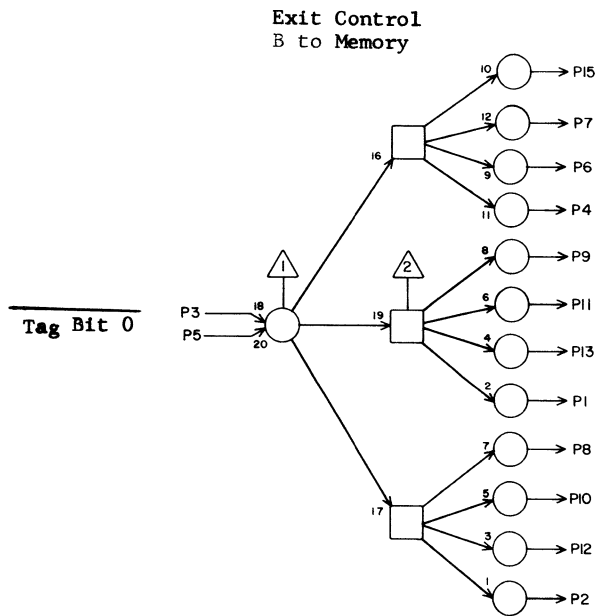 Exit Control
B to Memory
10 P15
12 P7
16
9 P6
11 P4
1 2
8 P9
P3 18
6 P11
19
Tag Bit 0
P5 20
4 P13
2 P1
7 P8
17
5 P10
3 P12
1 P2